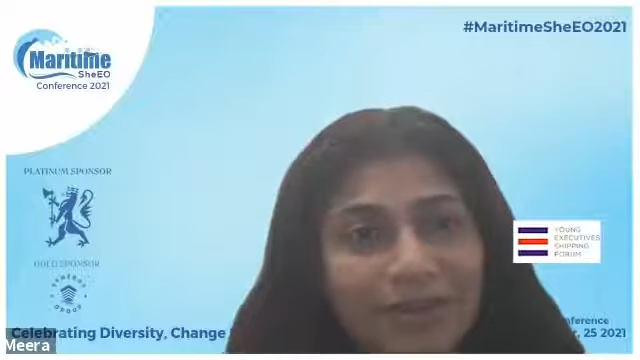 #MaritimeSheEO2021
Maritime
SheEO
Conference 2021
PLATINUM SPONSOR
GOLD SPONSOR
YOUNG
EXECUTIVES
SHIPPING
FORUM
Celebrating Diversity, Change
25 2021
Meera